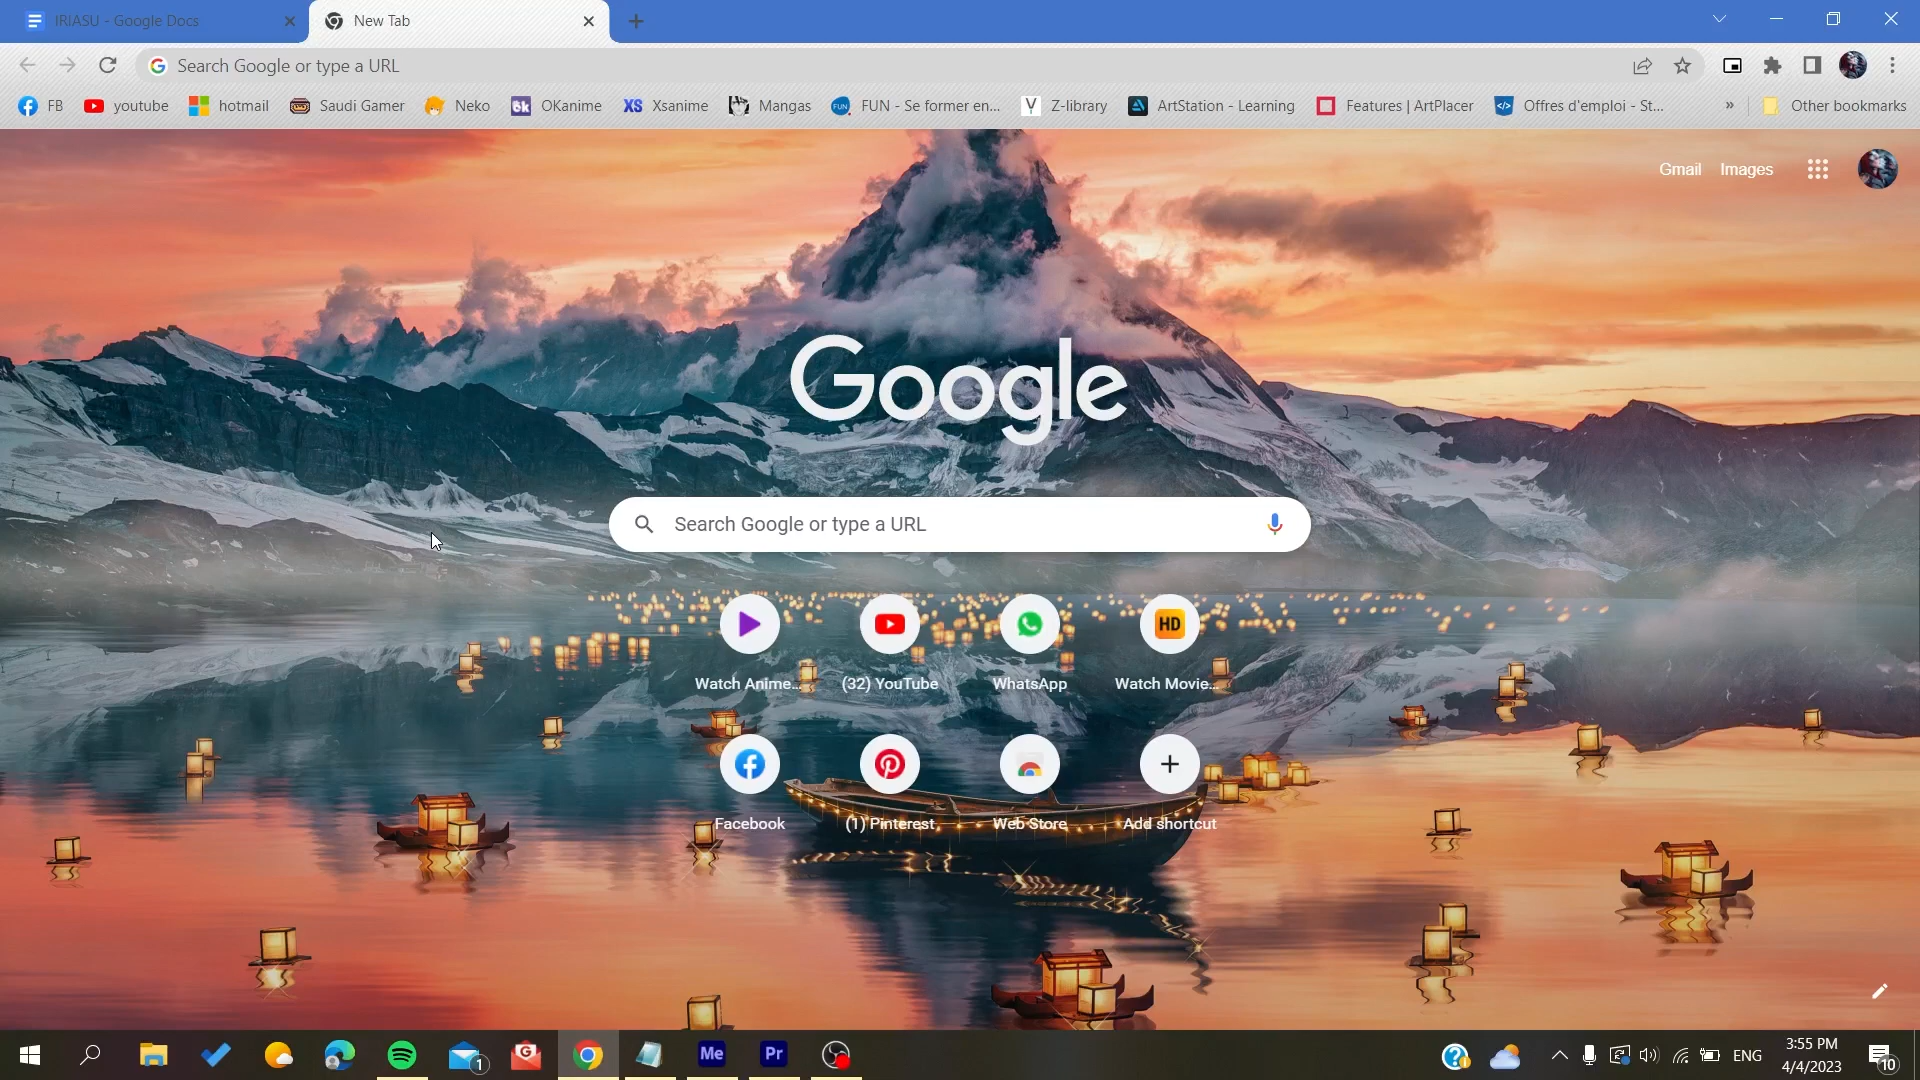 IRIASU - Google Docs
New Tab
Search Google or type a URL
FB
youtube
hotmail
Saudi Gamer
Neko
OKanime
Xsanime
Mangas
FUN - Se former en...
Z-library
ArtStation - Learning
Features | ArtPlacer
Offres d'emploi - St...
»
Other bookmarks
Gmail
Images
Google
Search Google or type a URL
HD
Watch Anime...
(32) YouTube
WhatsApp
Watch Movie...
Facebook
(1) Pinterest
Web Store
Add shortcut
1
Me
Pr
ENG
3:55 PM
4/4/2023
10